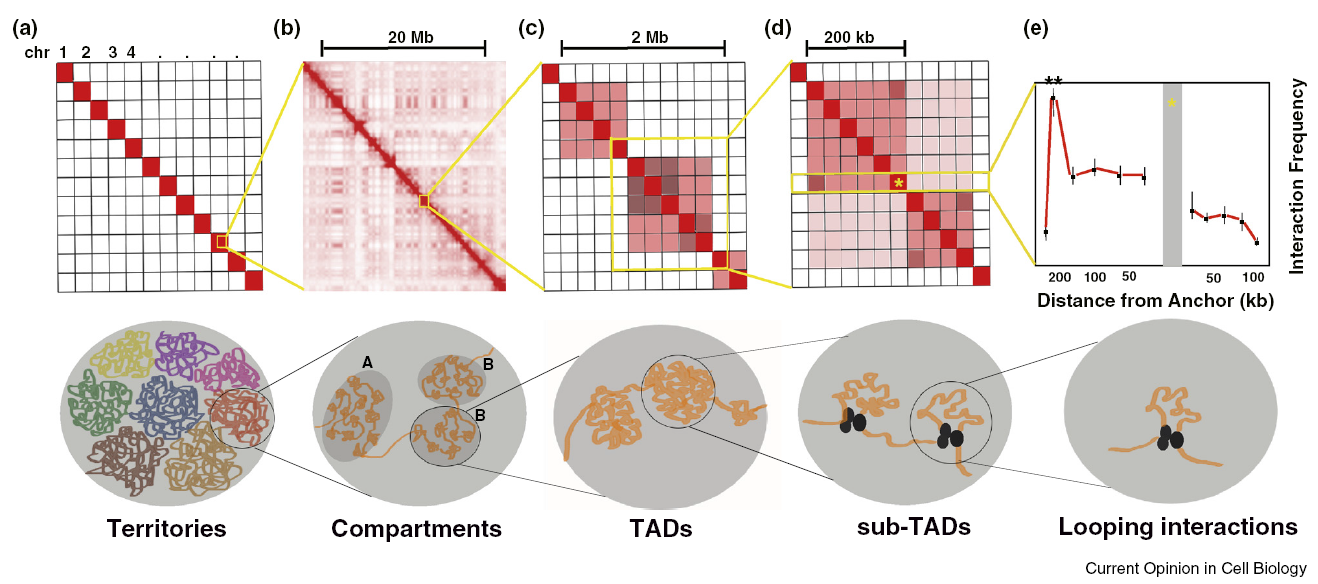 (a) (b) (c) (d) (e)
chr 1 2 3 4 . . . .
20 Mb
2 Mb
200 kb
*
**
*
Interaction Frequency
200 100 50 50 100
Distance from Anchor (kb)
A
B
B
Territories
Compartments
TADs
sub-TADs
Looping interactions
Current Opinion in Cell Biology